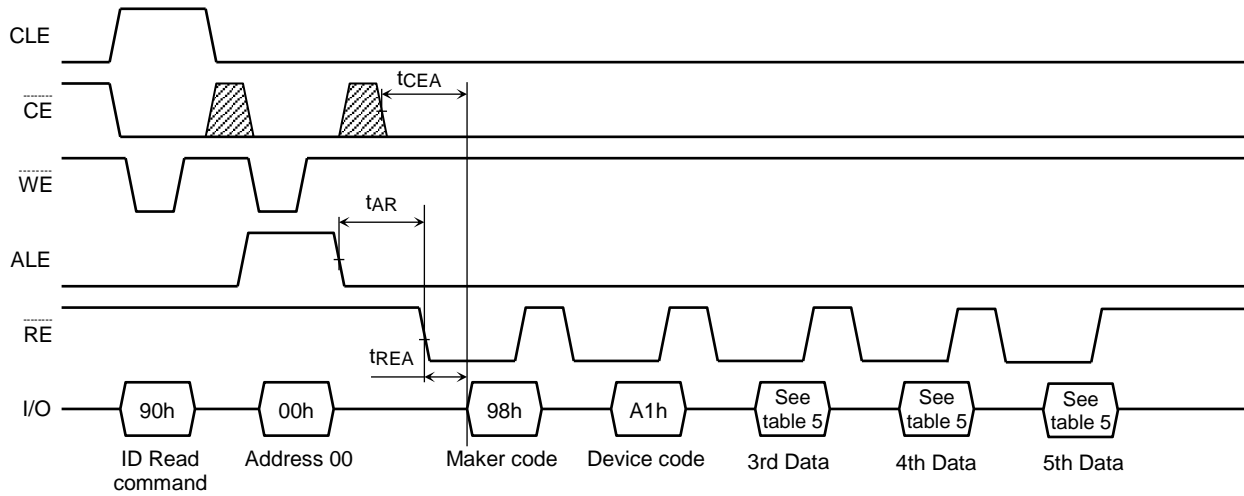 CLE
tCEA
CE
WE
tAR
ALE
RE
tREA
I/O
90h
00h
98h
A1h
See
table 5
See
table 5
See
table 5
ID Read
command
Address 00
Maker code
Device code
3rd Data
4th Data
5th Data